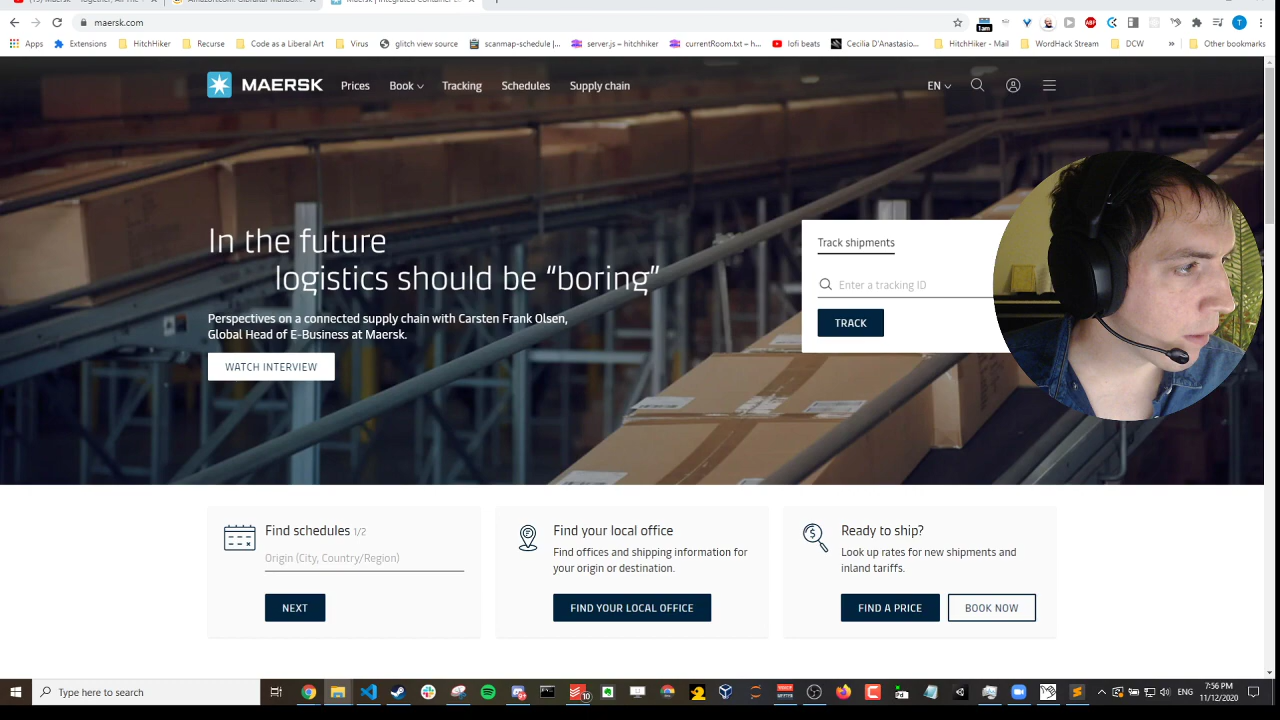 maersk.com
1am
ABP
T
Apps
Extensions
HitchHiker
Recurse
Code as a Liberal Art
Virus
glitch view source
scanmap-schedule |...
server.js = hitchhiker
currentRoom.txt = h...
lofi beats
Cecilia D'Anastasio...
HitchHiker - Mail
WordHack Stream
DCW
»
Other bookmarks
MAERSK
Prices
Book
Tracking
Schedules
Supply chain
EN
In the future
logistics should be “boring”
Perspectives on a connected supply chain with Carsten Frank Olsen,
Global Head of E-Business at Maersk.
WATCH INTERVIEW
Track shipments
Enter a tracking ID
TRACK
Find schedules 1/2
Origin (City, Country/Region)
NEXT
Find your local office
Find offices and shipping information for
your origin or destination.
FIND YOUR LOCAL OFFICE
Ready to ship?
Look up rates for new shipments and
inland tariffs.
FIND A PRICE
BOOK NOW
Type here to search
10
Pd
ENG
7:56 PM
11/12/2020